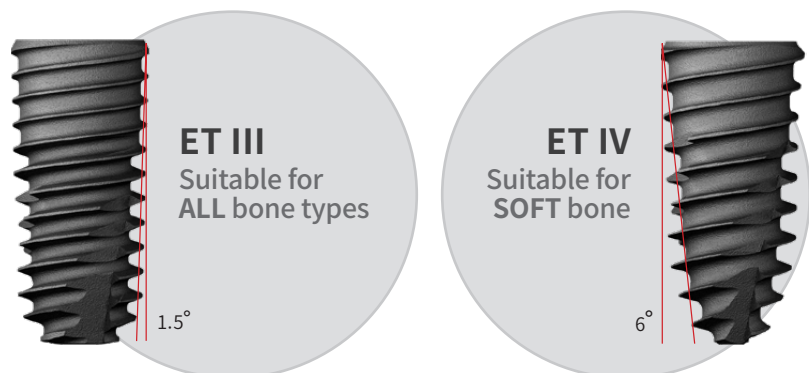 ET III
Suitable for
ALL bone types
1.5°
ET IV
Suitable for
SOFT bone
6°